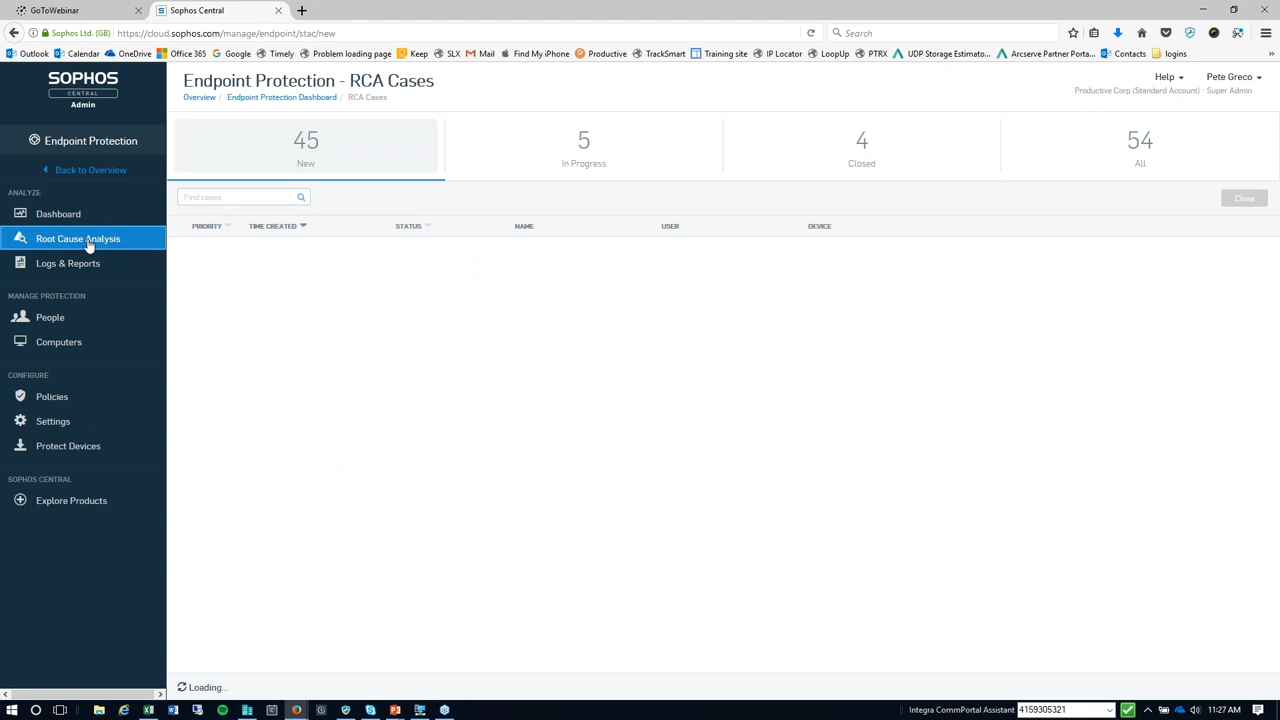 GoToWebinar
Sophos Central
Sophos Ltd. (GB)
https://cloud.sophos.com/manage/endpoint/stac/new
Search
Outlook
Calendar
OneDrive
Office 365
Google
Timely
Problem loading page
Keep
SLX
Mail
Find My iPhone
Productive
TrackSmart
Training site
IP Locator
LoopUp
PTRX
UDP Storage Estimato...
Arcserve Partner Porta...
Contacts
logins
SOPHOS
CENTRAL
Admin
Endpoint Protection
Back to Overview
ANALYZE
Dashboard
Root Cause Analysis
Logs & Reports
MANAGE PROTECTION
People
Computers
CONFIGURE
Policies
Settings
Protect Devices
SOPHOS CENTRAL
Explore Products
Endpoint Protection - RCA Cases
Overview / Endpoint Protection Dashboard / RCA Cases
Help
Pete Greco
Productive Corp (Standard Account) · Super Admin
45
New
5
In Progress
4
Closed
54
All
Find cases
Close
PRIORITY
TIME CREATED
STATUS
NAME
USER
DEVICE
Loading...
Integra CommPortal Assistant
4159305321
11:27 AM